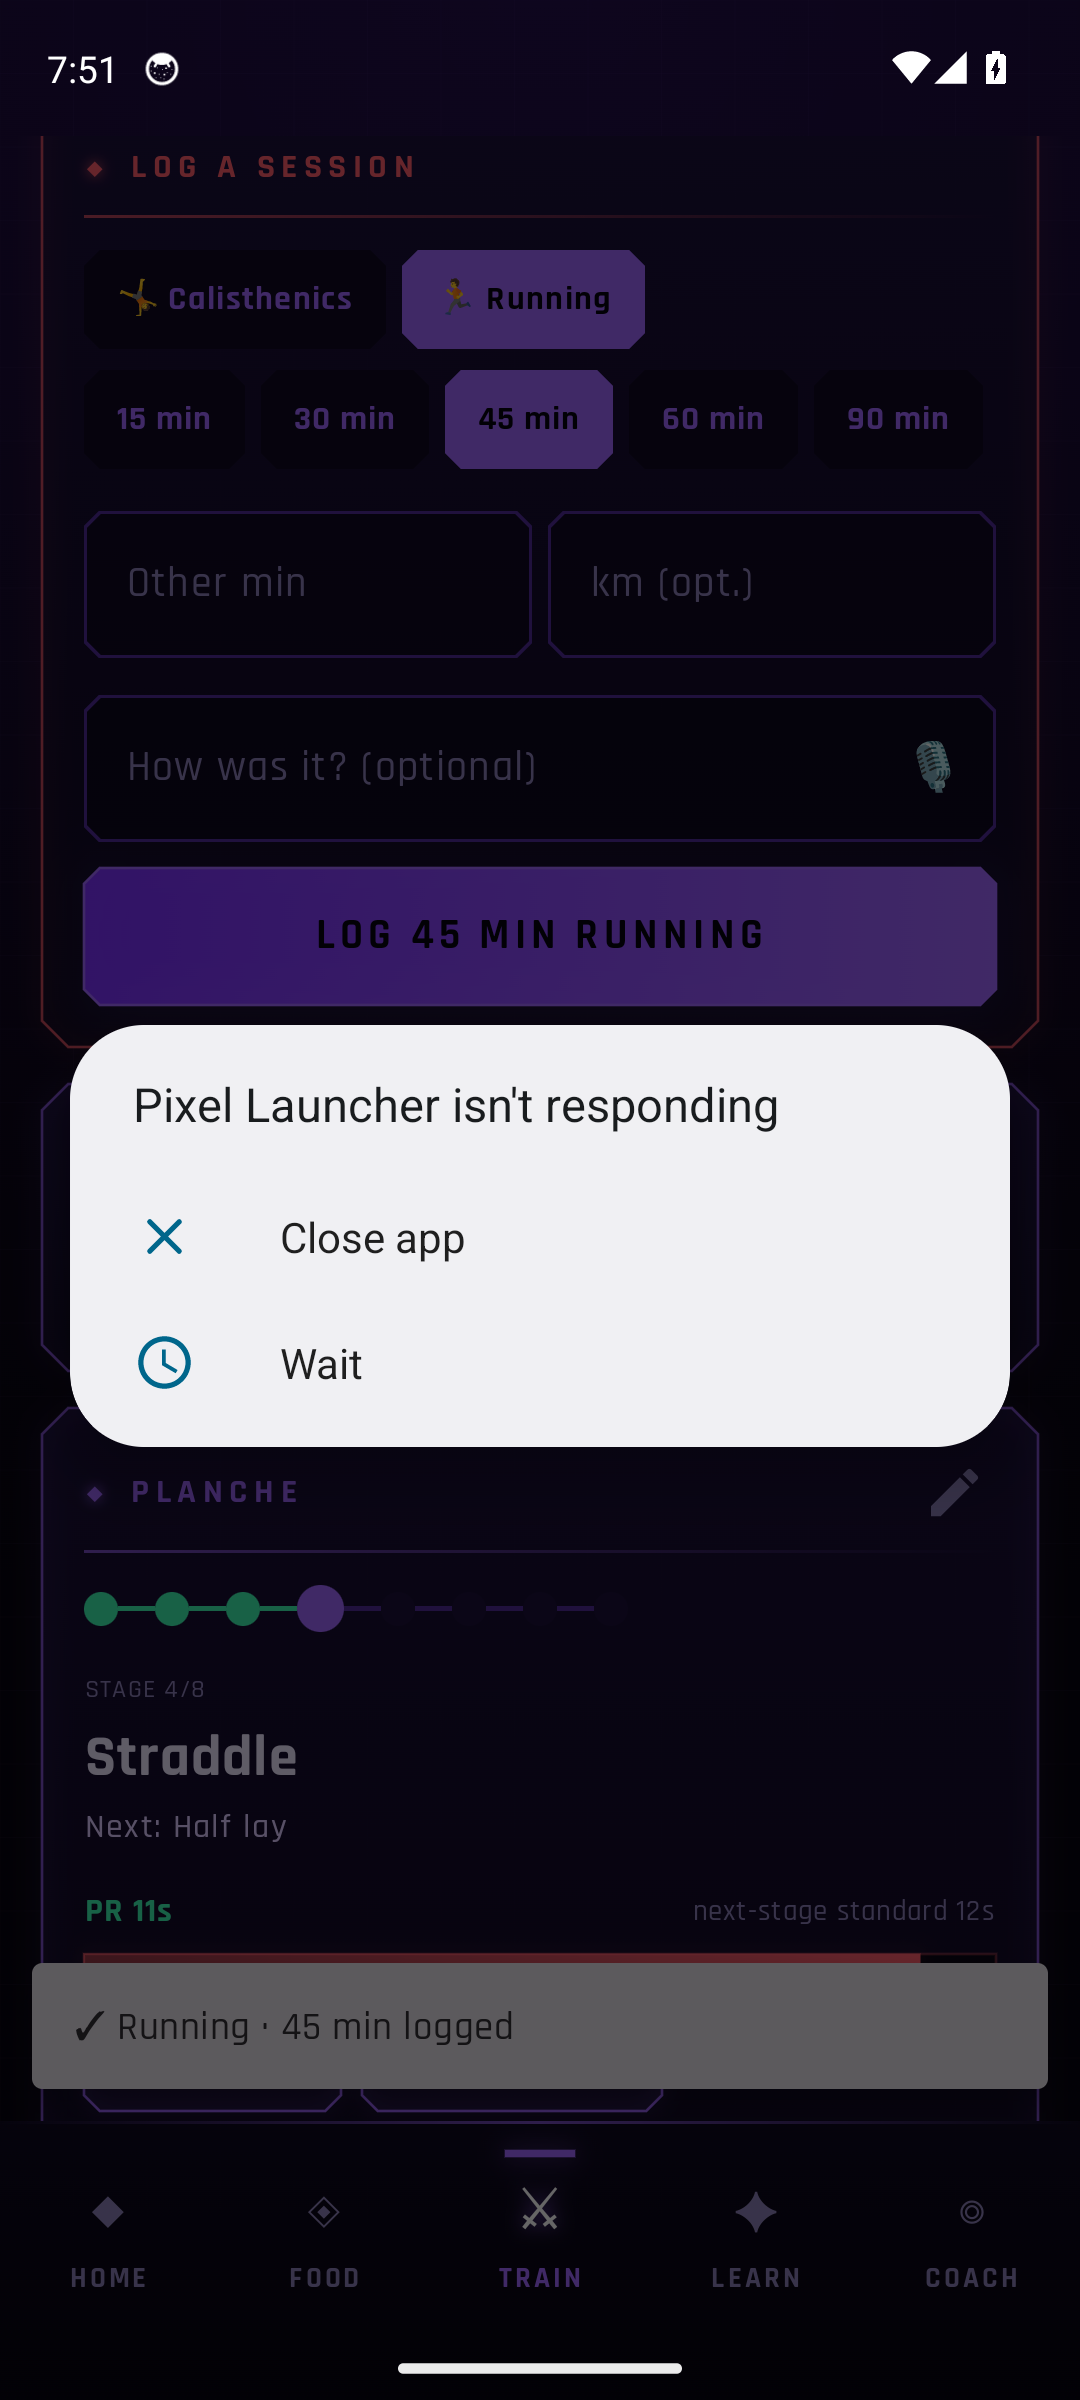 7:51
LOG A SESSION
Calisthenics Running
15 min 30 min 45 min 60 min 90 min
Other min km (opt.)
How was it? (optional)
LOG 45 MIN RUNNING
Pixel Launcher isn't responding
Close app
Wait
PLANCHE
STAGE 4/8
Straddle
Next: Half lay
PR 11s next-stage standard 12s
✓ Running · 45 min logged
HOME FOOD TRAIN LEARN COACH